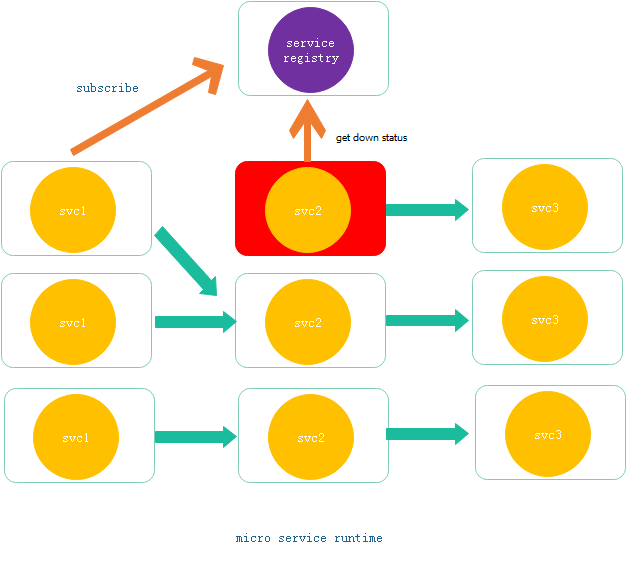 service
registry
subscribe
get down status
svc1
svc2
svc3
svc1
svc2
svc3
svc1
svc2
svc3
micro service runtime